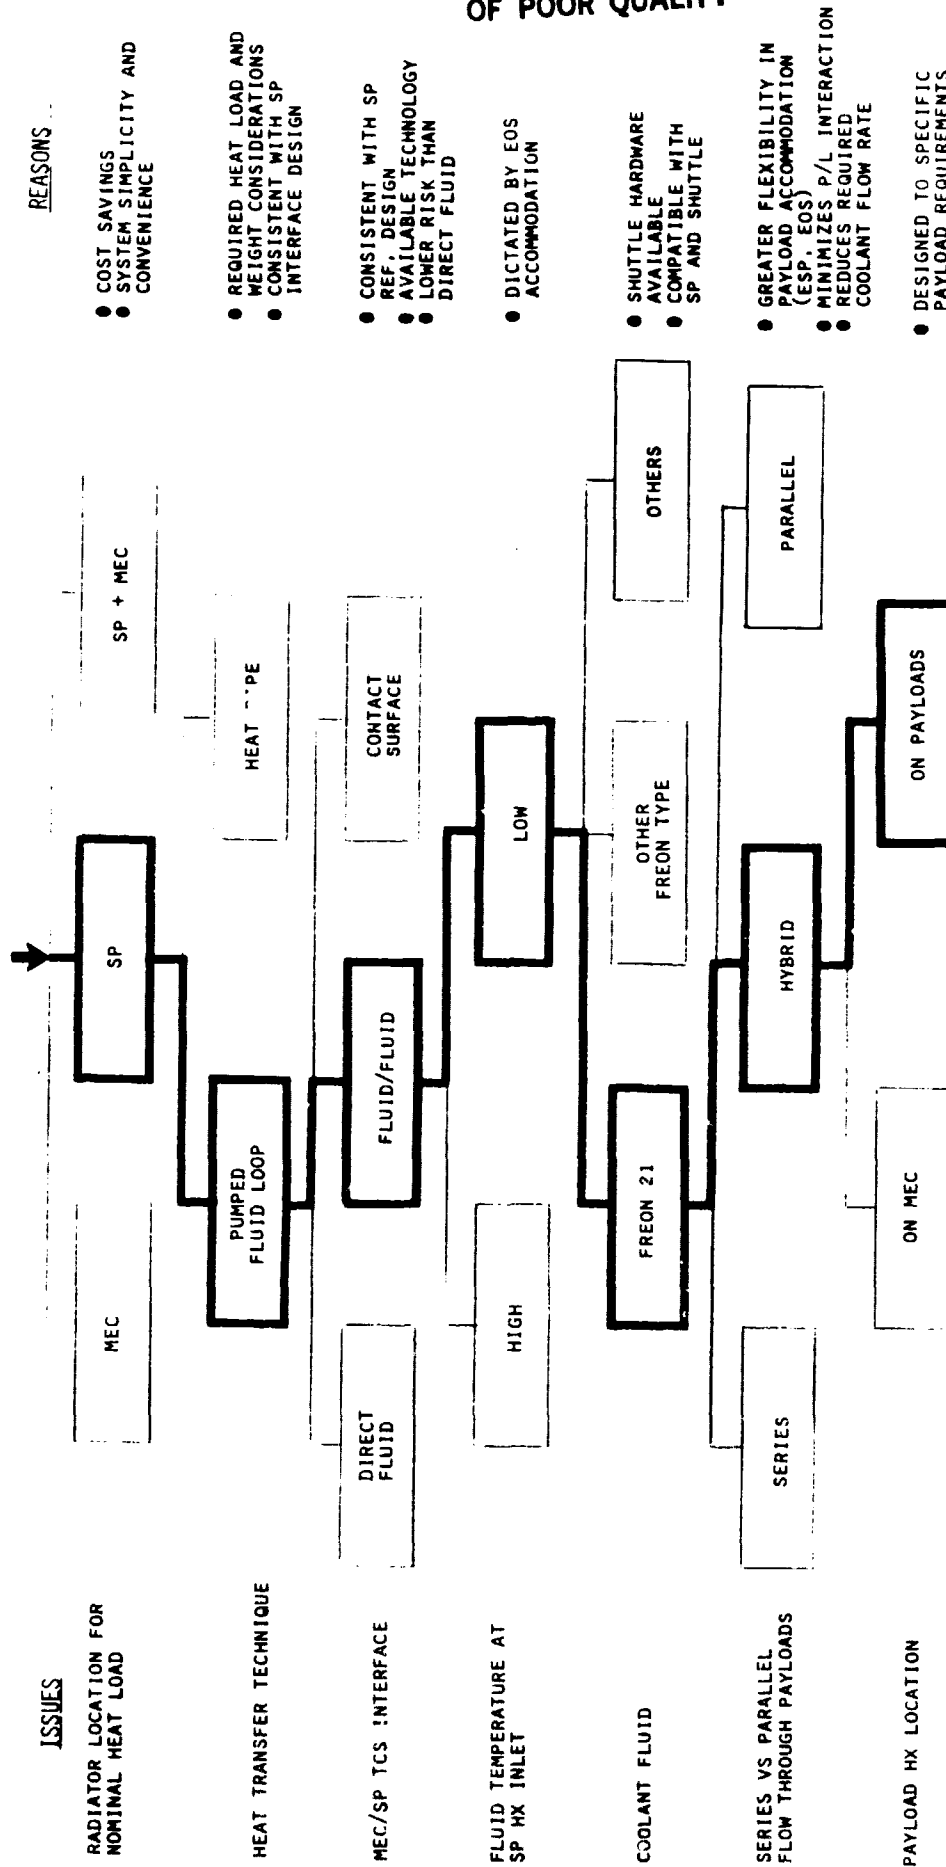 OF POOR QUALITY
ISSUES
REASONS
RADIATOR LOCATION FOR
NOMINAL HEAT LOAD
MEC
SP
SP + MEC
● COST SAVINGS
● SYSTEM SIMPLICITY AND
CONVENIENCE
HEAT TRANSFER TECHNIQUE
PUMPED
FLUID LOOP
HEAT
● REQUIRED HEAT LOAD AND
WEIGHT CONSIDERATIONS
● CONSISTENT WITH SP
INTERFACE DESIGN
MEC/SP TCS INTERFACE
DIRECT
FLUID
FLUID/FLUID
CONTACT
SURFACE
● CONSISTENT WITH SP
REF. DESIGN
● AVAILABLE TECHNOLOGY
● LOWER RISK THAN
DIRECT FLUID
FLUID TEMPERATURE AT
SP HX INLET
HIGH
LOW
● DICTATED BY EOS
ACCOMMODATION
COOLANT FLUID
FREON 21
OTHER
FREON TYPE
OTHERS
● SHUTTLE HARDWARE
AVAILABLE
● COMPATIBLE WITH
SP AND SHUTTLE
SERIES VS PARALLEL
FLOW THROUGH PAYLOADS
SERIES
HYBRID
PARALLEL
● GREATER FLEXIBILITY IN
PAYLOAD ACCOMMODATION
(ESP. EOS)
● MINIMIZES P/L INTERACTION
● REDUCES REQUIRED
COOLANT FLOW RATE
PAYLOAD HX LOCATION
ON MEC
ON PAYLOADS
● DESIGNED TO SPECIFIC
PAYLOAD REQUIREMENTS